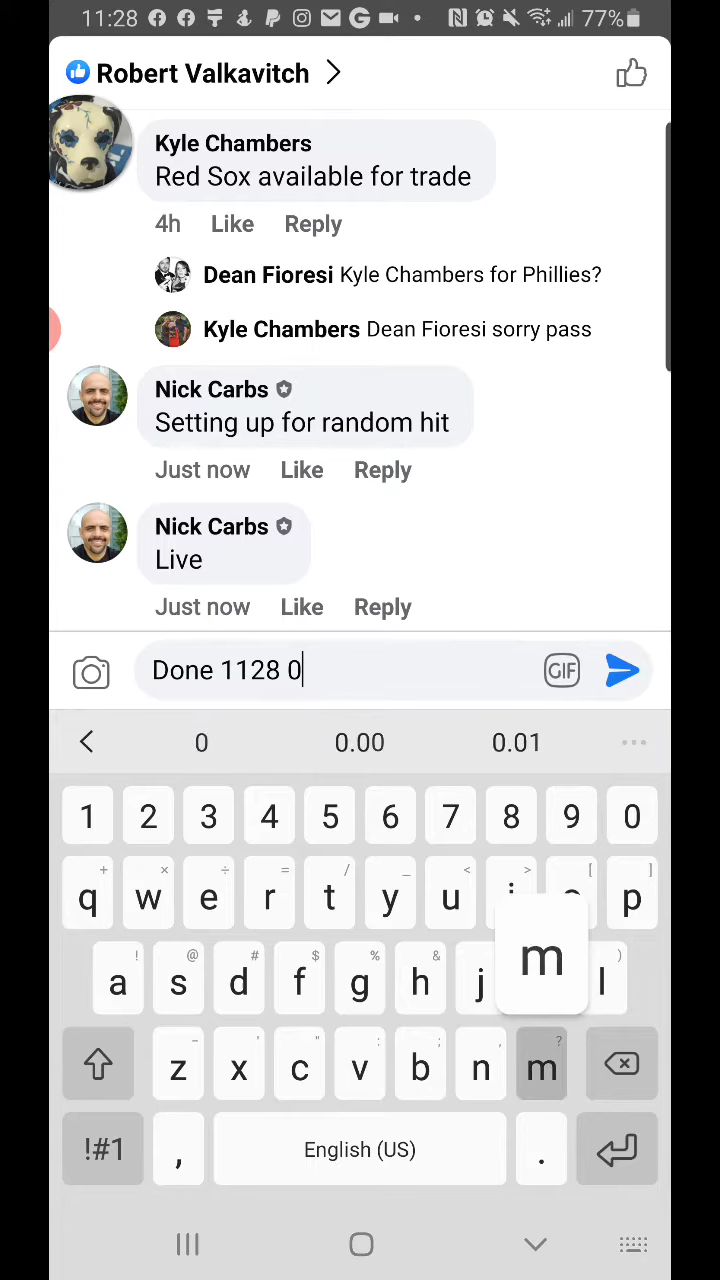 11:28 77%
Robert Valkavitch
Kyle Chambers
Red Sox available for trade
4h Like Reply
Dean Fioresi Kyle Chambers for Phillies?
Kyle Chambers Dean Fioresi sorry pass
Nick Carbs
Setting up for random hit
Just now Like Reply
Nick Carbs
Live
Just now Like Reply
Done 1128 0 GIF
0 0.00 0.01
1 2 3 4 5 6 7 8 9 0
+ × ÷ = / _ < > [ ]
q w e r t y u i o p
! @ # $ % & )
a s d f g h j m l
- ' " : ; , ?
z x c v b n m
!#1 , English (US) .